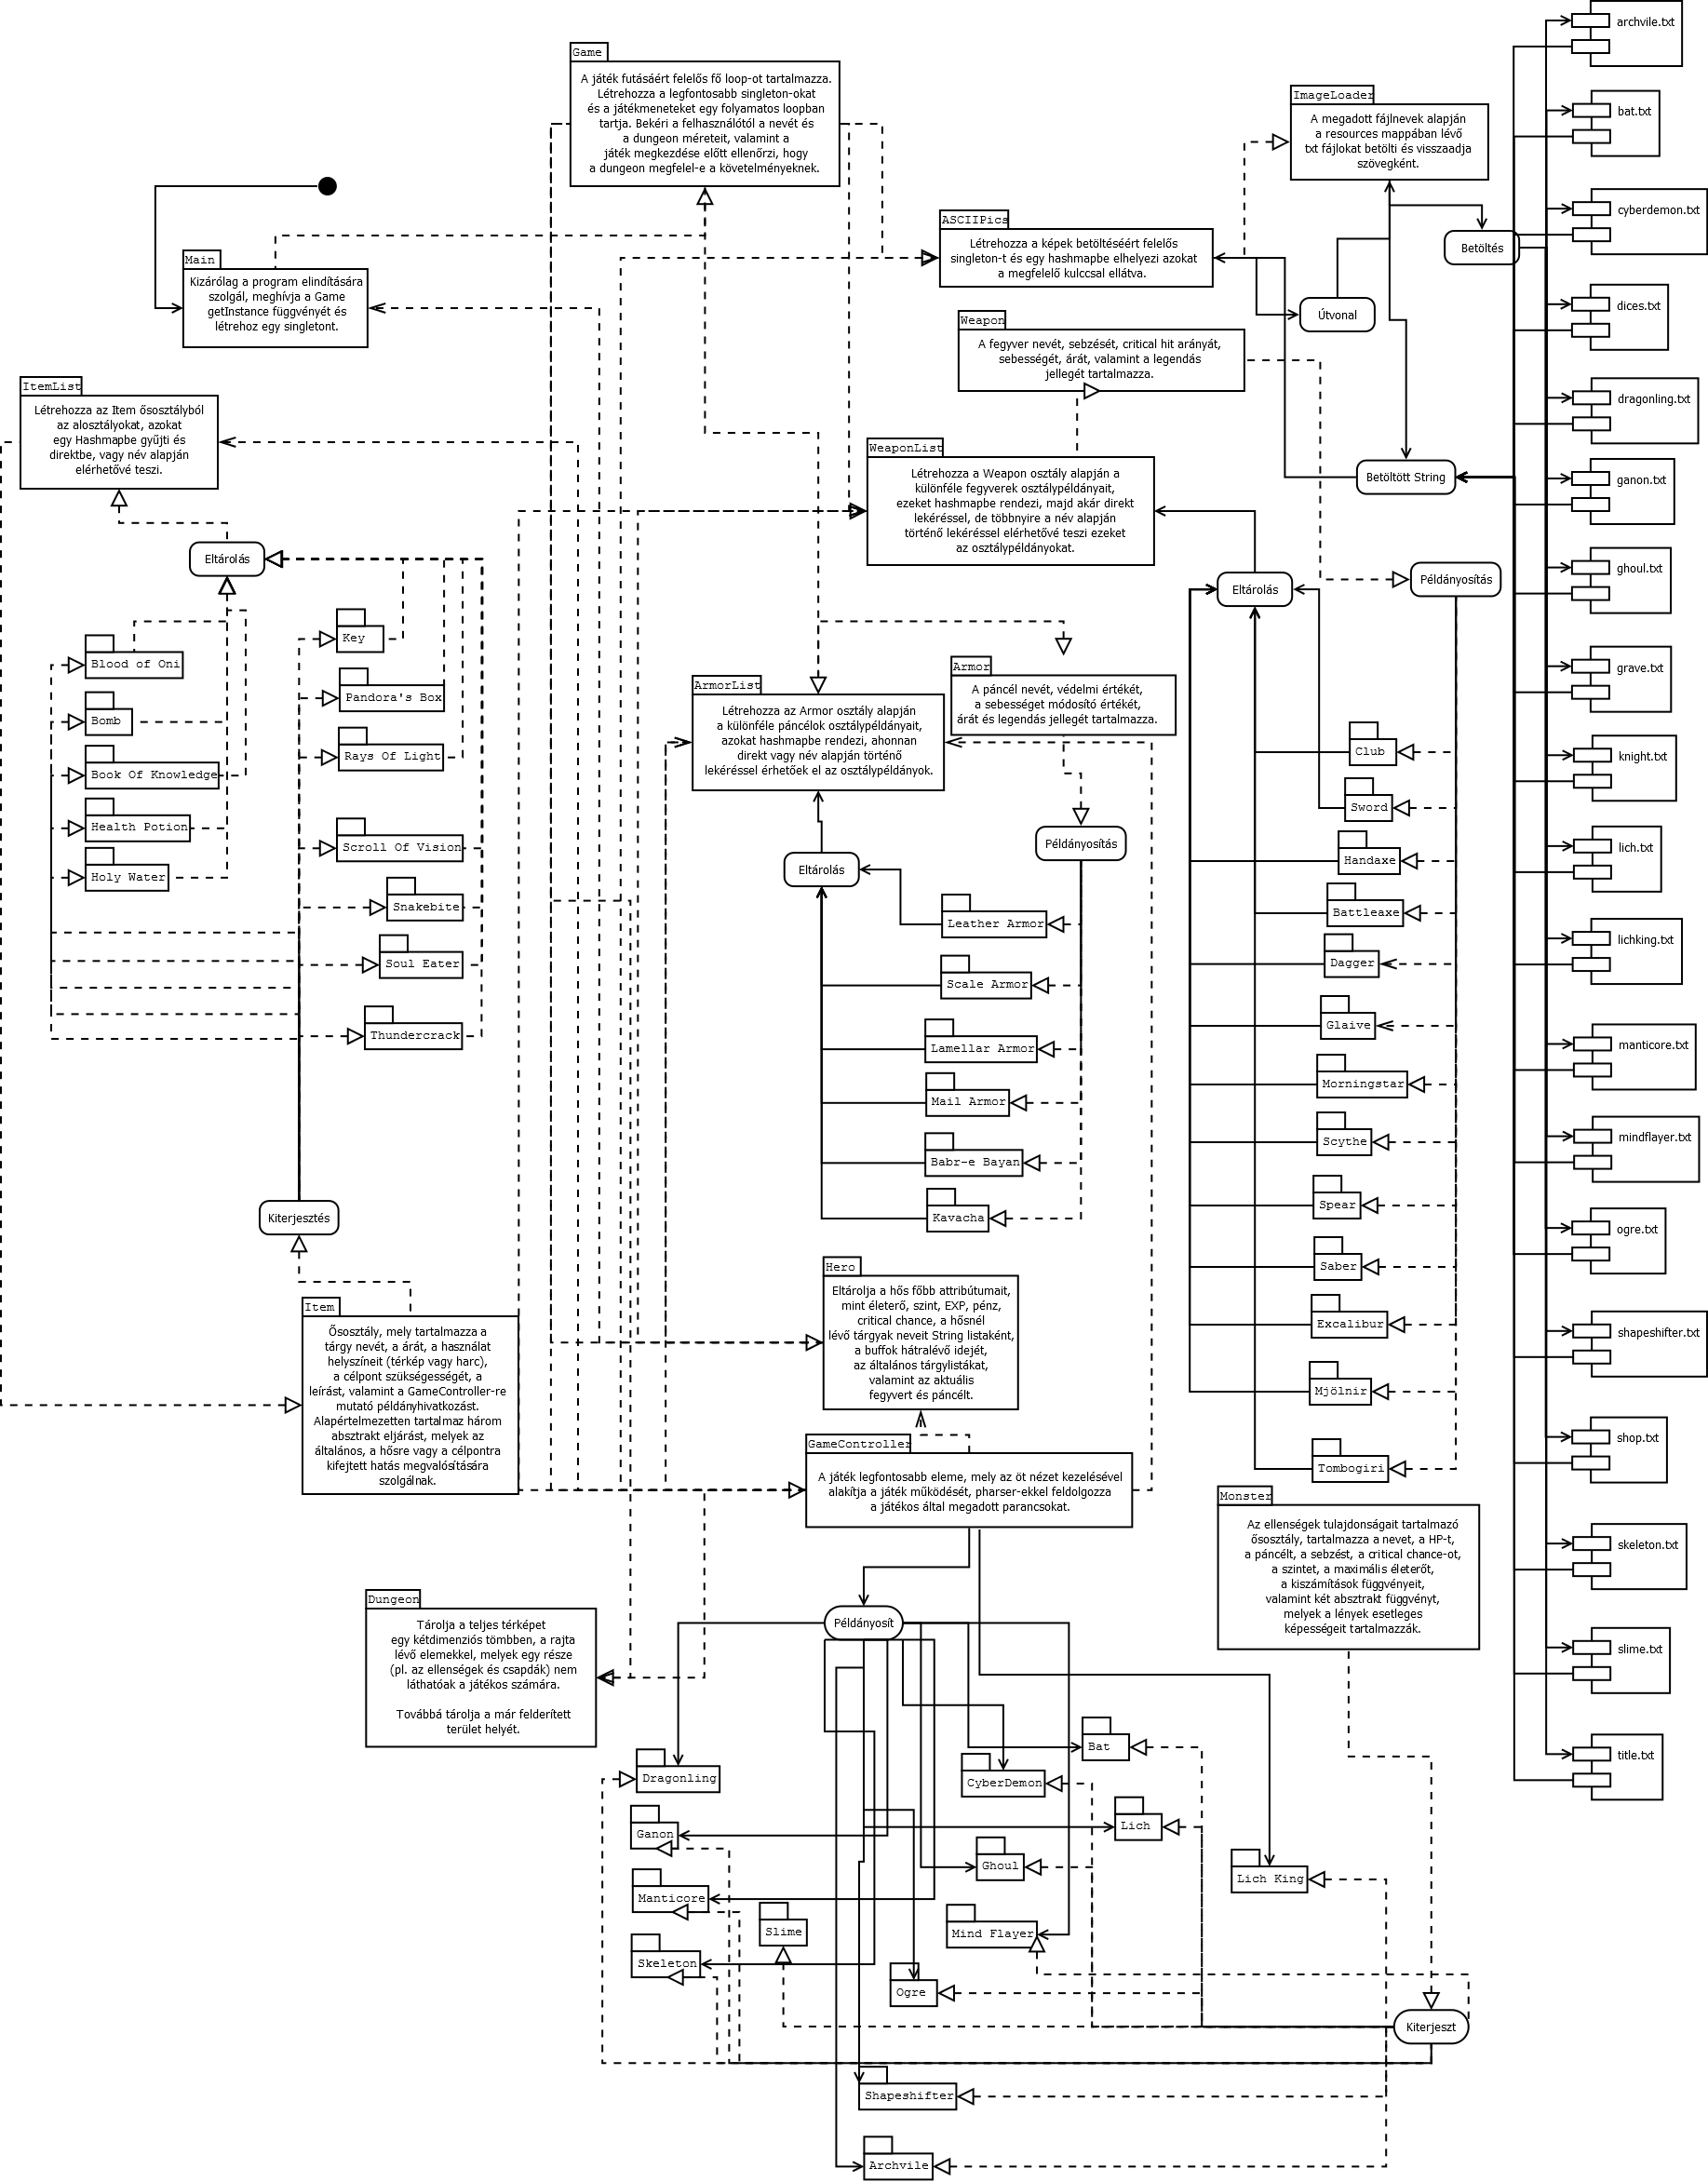 Game
A játék futásáért felelős fő loop-ot tartalmazza.
Létrehozza a legfontosabb singleton-okat
és a játékmeneteket egy folyamatos loopban
tartja. Bekéri a felhasználótól a nevét és
a dungeon méreteit, valamint a
játék megkezdése előtt ellenőrzi, hogy
a dungeon megfelel-e a követelményeknek.
ImageLoader
A megadott fájlnevek alapján
a resources mappában lévő
txt fájlokat betölti és visszaadja
szövegként.
Main
Kizárólag a program elindítására
szolgál, meghívja a Game
getInstance függvényét és
létrehoz egy singletont.
ASCIIPics
Létrehozza a képek betöltéséért felelős
singleton-t és egy hashmapbe elhelyezi azokat
a megfelelő kulccsal ellátva.
Betöltés
Útvonal
Betöltött String
Weapon
A fegyver nevét, sebzését, critical hit arányát,
sebességét, árát, valamint a legendás
jellegét tartalmazza.
ItemList
Létrehozza az Item ősosztályból
az alosztályokat, azokat
egy Hashmapbe gyűjti és
direktbe, vagy név alapján
elérhetővé teszi.
WeaponList
Létrehozza a Weapon osztály alapján a
különféle fegyverek osztálypéldányait,
ezeket hashmapbe rendezi, majd akár direkt
lekéréssel, de többnyire a név alapján
történő lekéréssel elérhetővé teszi ezeket
az osztálypéldányokat.
Eltárolás
Eltárolás
Példányosítás
Blood of Oni
Bomb
Book Of Knowledge
Health Potion
Holy Water
Key
Pandora's Box
Rays Of Light
Scroll Of Vision
Snakebite
Soul Eater
Thundercrack
Kiterjesztés
ArmorList
Létrehozza az Armor osztály alapján
a különféle páncélok osztálypéldányait,
azokat hashmapbe rendezi, ahonnan
direkt vagy név alapján történő
lekéréssel érhetőek el az osztálypéldányok.
Armor
A páncél nevét, védelmi értékét,
a sebességet módosító értékét,
árát és legendás jellegét tartalmazza.
Példányosítás
Eltárolás
Leather Armor
Scale Armor
Lamellar Armor
Mail Armor
Babr-e Bayan
Kavacha
Club
Sword
Handaxe
Battleaxe
Dagger
Glaive
Morningstar
Scythe
Spear
Saber
Excalibur
Mjölnir
Tombogiri
Item
Ősosztály, mely tartalmazza a
tárgy nevét, a árát, a használat
helyszíneit (térkép vagy harc),
a célpont szükségességét, a
leírást, valamint a GameController-re
mutató példányhivatkozást.
Alapértelmezetten tartalmaz három
absztrakt eljárást, melyek az
általános, a hősre vagy a célpontra
kifejtett hatás megvalósítására
szolgálnak.
Hero
Eltárolja a hős főbb attribútumait,
mint életerő, szint, EXP, pénz,
critical chance, a hősnél
lévő tárgyak neveit String listaként,
a buffok hátralévő idejét,
az általános tárgylistákat,
valamint az aktuális
fegyvert és páncélt.
GameController
A játék legfontosabb eleme, mely az öt nézet kezelésével
alakítja a játék működését, pharser-ekkel feldolgozza
a játékos által megadott parancsokat.
Monster
Az ellenségek tulajdonságait tartalmazó
ősosztály, tartalmazza a nevet, a HP-t,
a páncélt, a sebzést, a critical chance-ot,
a szintet, a maximális életerőt,
a kiszámítások függvényeit,
valamint két absztrakt függvényt,
melyek a lények esetleges
képességeit tartalmazzák.
Dungeon
Tárolja a teljes térképet
egy kétdimenziós tömbben, a rajta
lévő elemekkel, melyek egy része
(pl. az ellenségek és csapdák) nem
láthatóak a játékos számára.
Továbbá tárolja a már felderített
terület helyét.
Példányosít
Dragonling
Ganon
Manticore
Skeleton
Slime
Bat
CyberDemon
Lich
Ghoul
Lich King
Mind Flayer
Ogre
Kiterjeszt
Shapeshifter
Archvile
archvile.txt
bat.txt
cyberdemon.txt
dices.txt
dragonling.txt
ganon.txt
ghoul.txt
grave.txt
knight.txt
lich.txt
lichking.txt
manticore.txt
mindflayer.txt
ogre.txt
shapeshifter.txt
shop.txt
skeleton.txt
slime.txt
title.txt